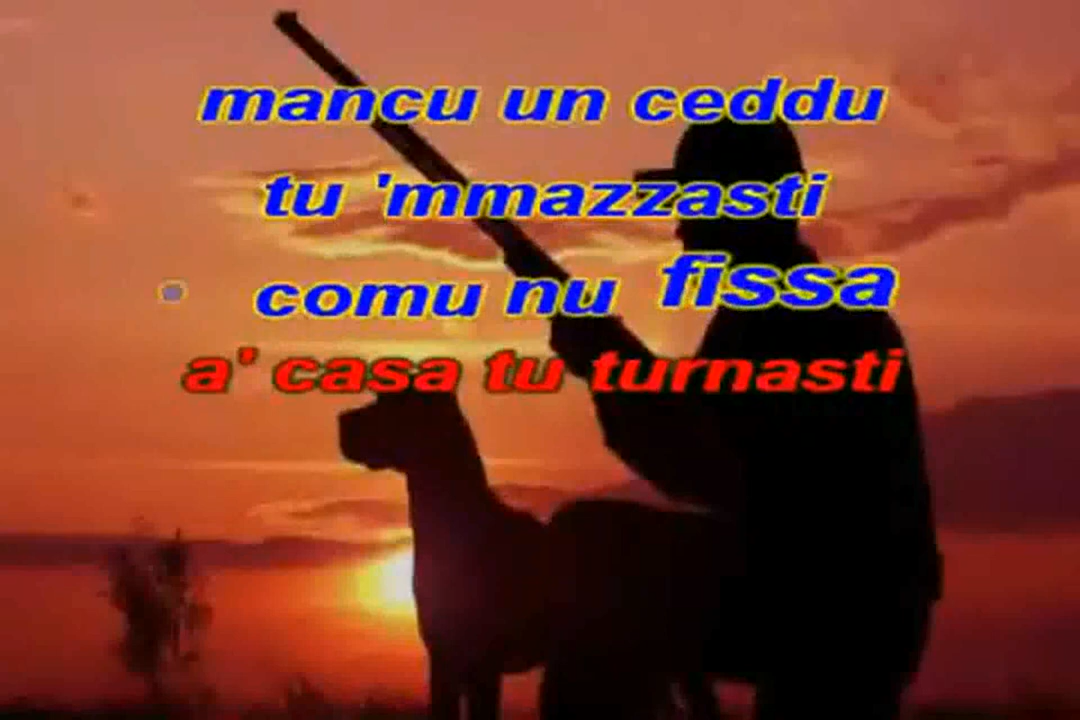 mancu un ceddu
tu 'mmazzasti
comu nu fissa
a' casa tu turnasti